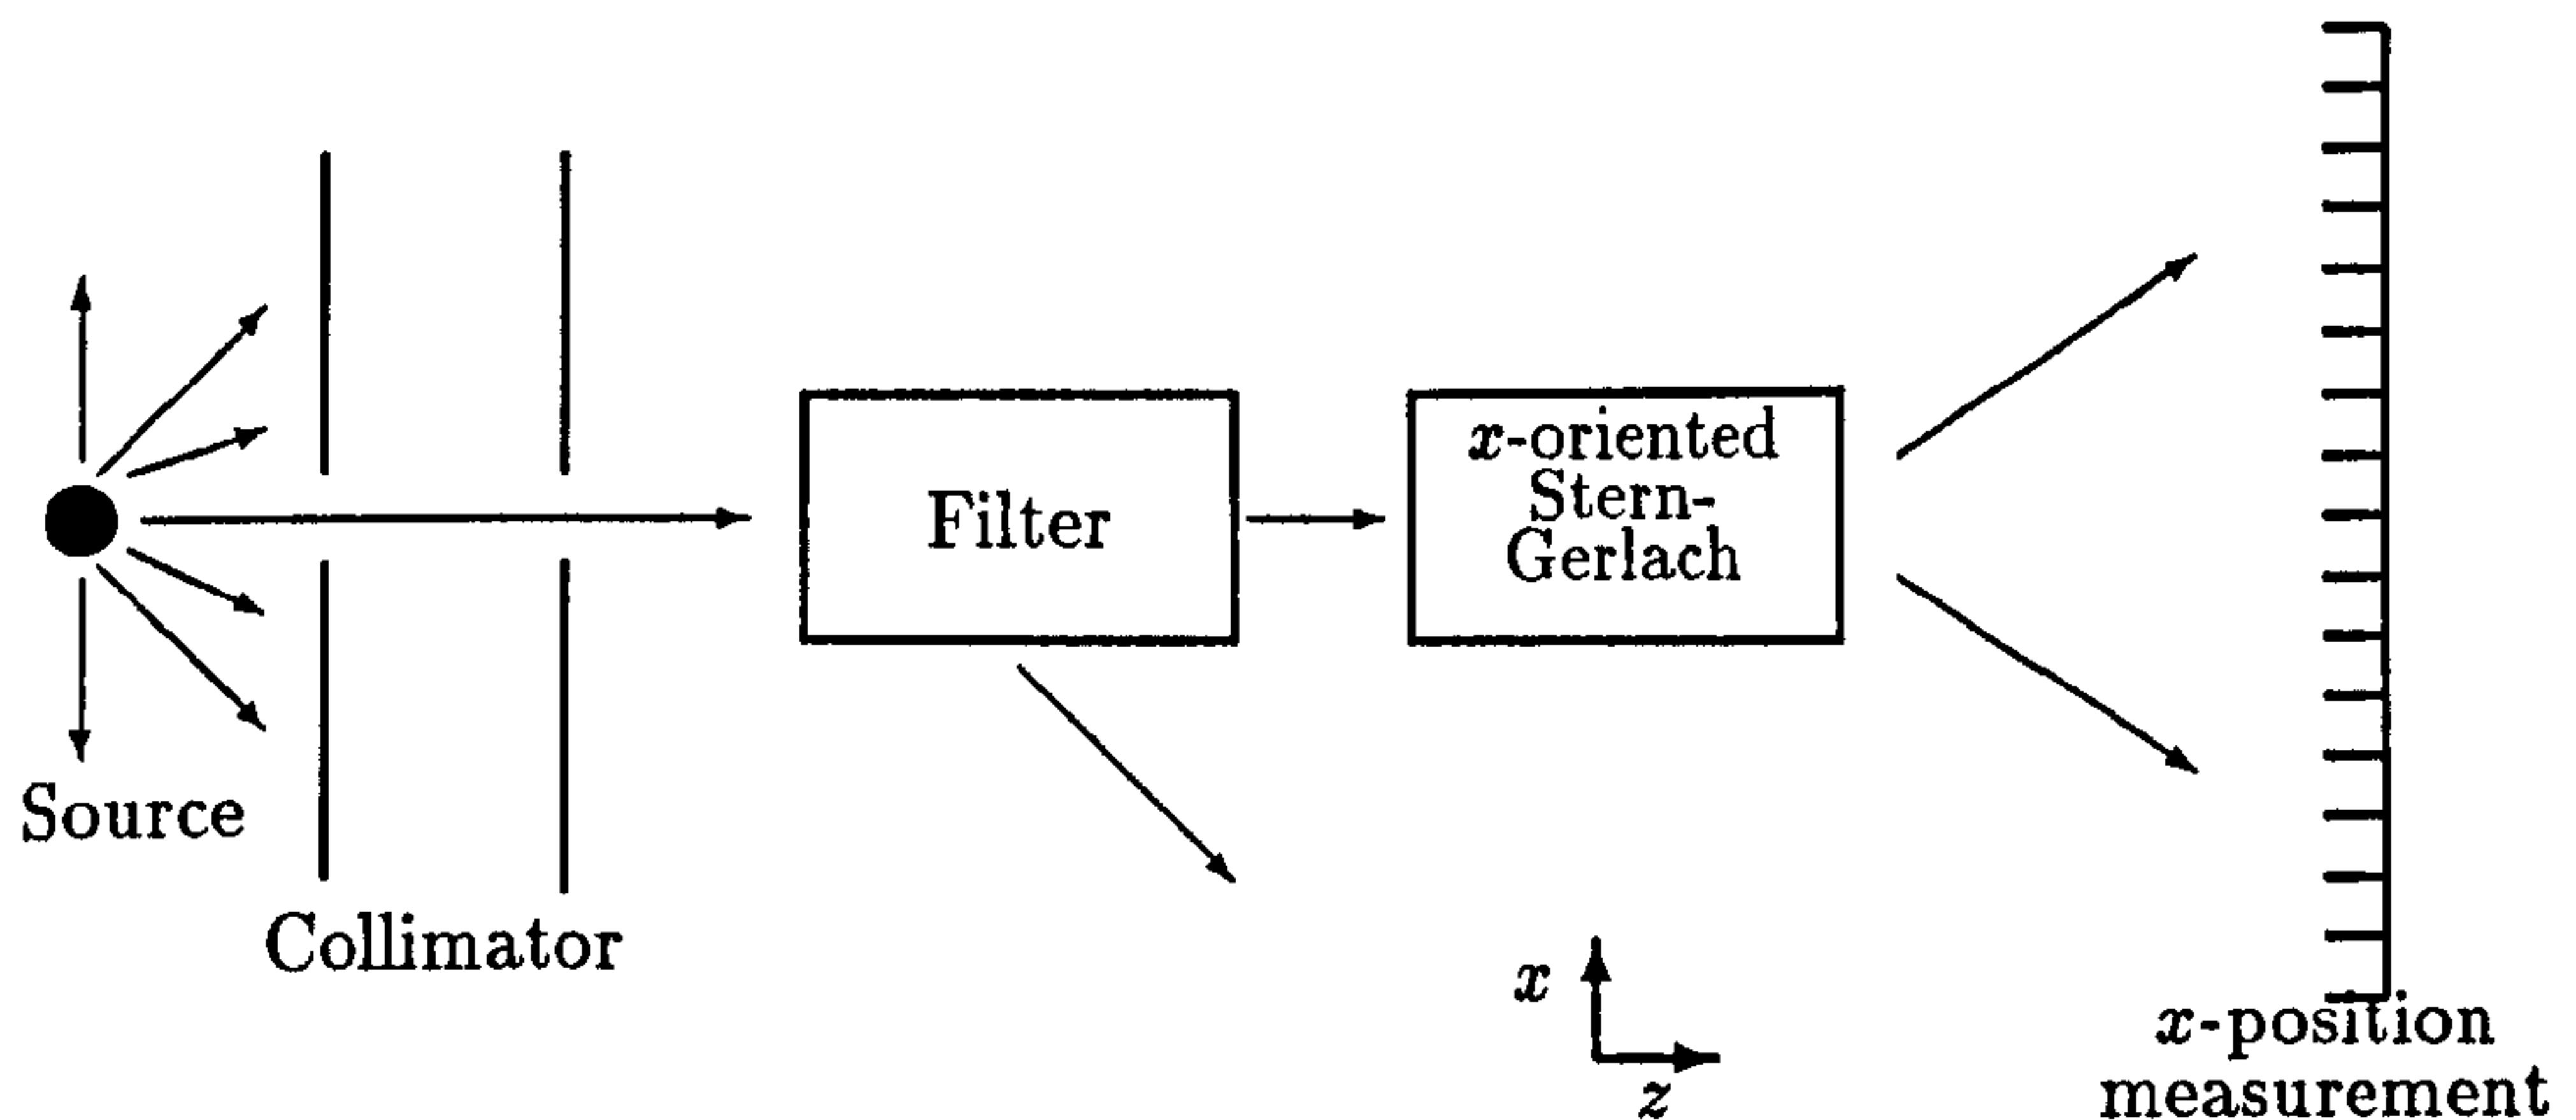 Source
Collimator
Filter
x-oriented
Stern-
Gerlach
x
z
x-position
measurement